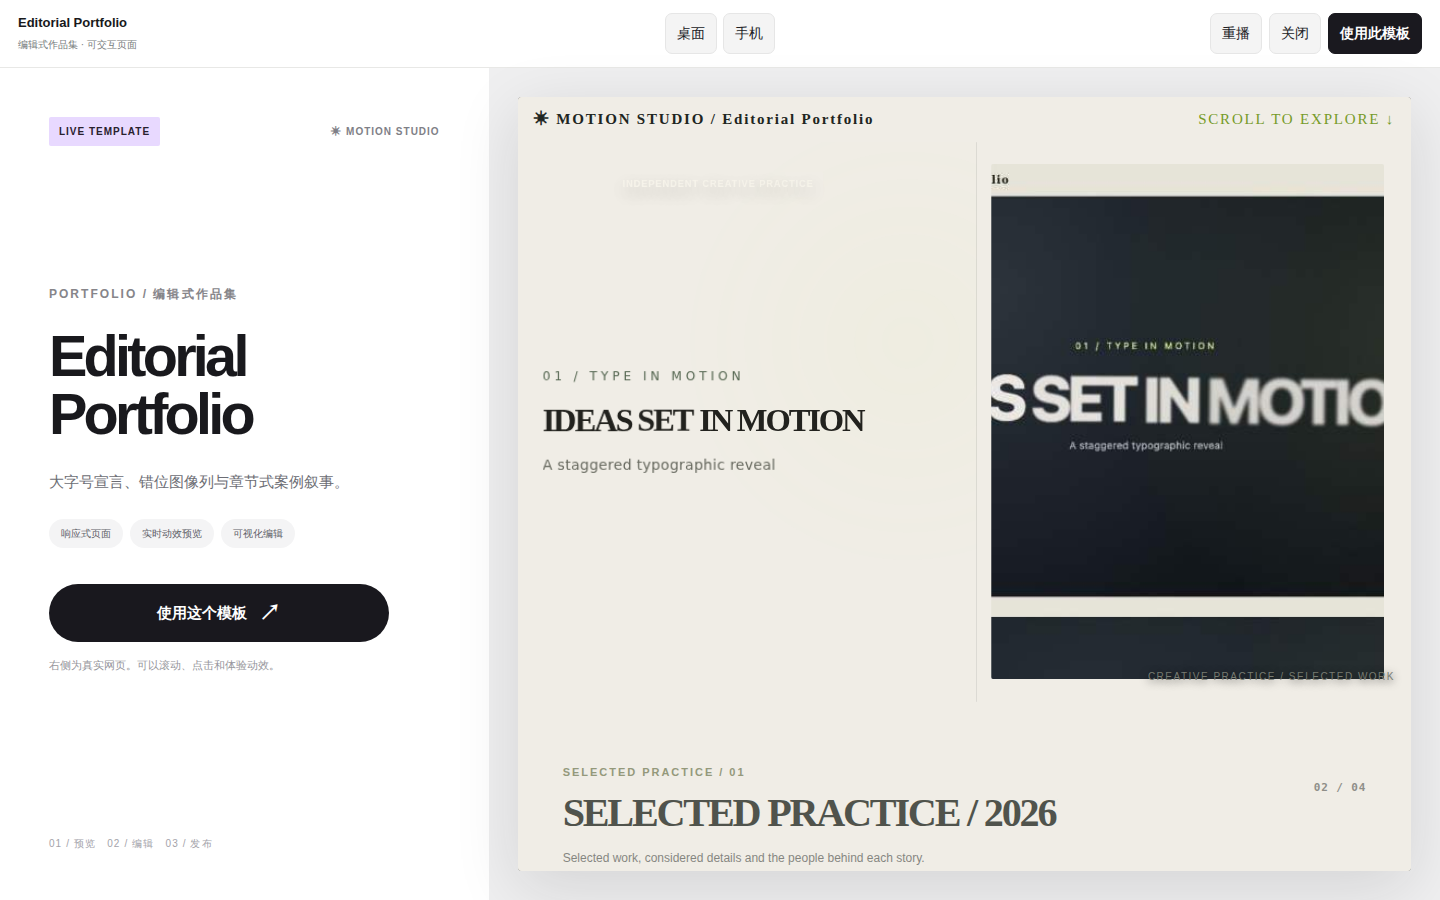 Editorial Portfolio
编辑式作品集 · 可交互页面
桌面
手机
重播
关闭
使用此模板
LIVE TEMPLATE
✷ MOTION STUDIO
PORTFOLIO / 编辑式作品集
Editorial
Portfolio
大字号宣言、错位图像列与章节式案例叙事。
响应式页面
实时动效预览
可视化编辑
使用这个模板 ↗
右侧为真实网页。可以滚动、点击和体验动效。
01 / 预览 02 / 编辑 03 / 发布
✷ MOTION STUDIO / Editorial Portfolio
SCROLL TO EXPLORE ↓
INDEPENDENT CREATIVE PRACTICE
01 / TYPE IN MOTION
IDEAS SET IN MOTION
A staggered typographic reveal
lio
01 / TYPE IN MOTION
S SET IN MOTIO
A staggered typographic reveal
CREATIVE PRACTICE / SELECTED WORK
SELECTED PRACTICE / 01
02 / 04
SELECTED PRACTICE / 2026
Selected work, considered details and the people behind each story.